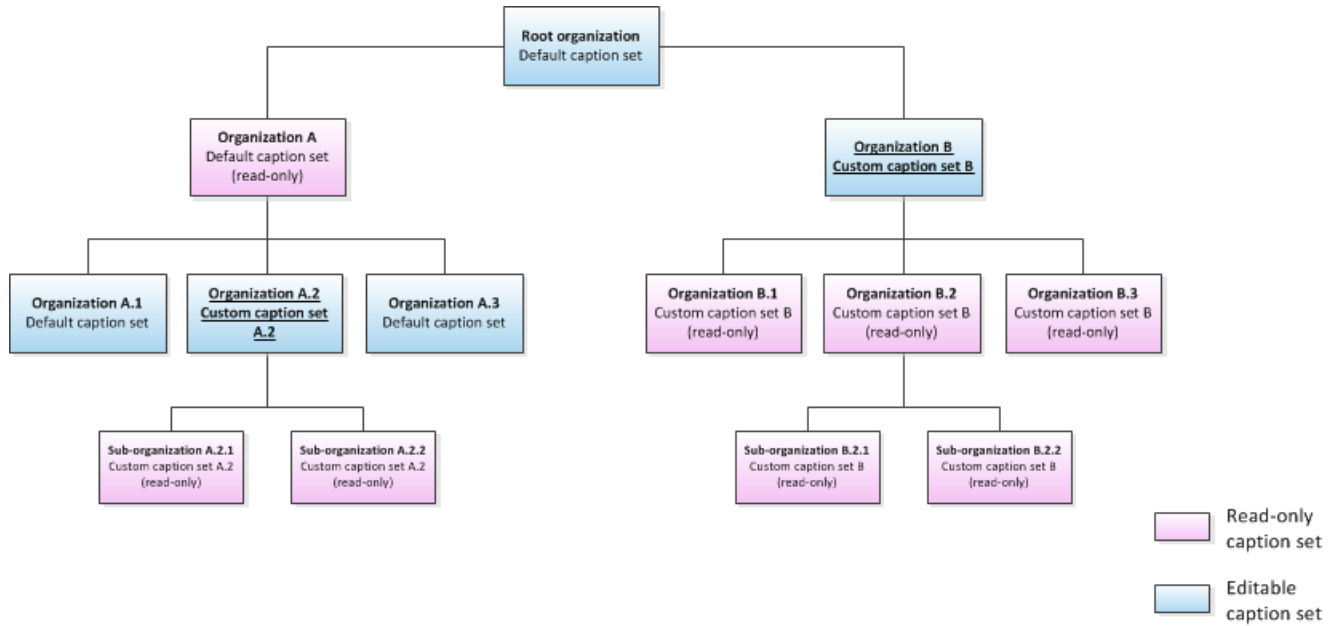 Root organization
Default caption set
Organization A
Default caption set
(read-only)
Organization B
Custom caption set B
Organization A.1
Default caption set
Organization A.2
Custom caption set
A.2
Organization A.3
Default caption set
Organization B.1
Custom caption set B
(read-only)
Organization B.2
Custom caption set B
(read-only)
Organization B.3
Custom caption set B
(read-only)
Sub-organization A.2.1
Custom caption set A.2
(read-only)
Sub-organization A.2.2
Custom caption set A.2
(read-only)
Sub-organization B.2.1
Custom caption set B
(read-only)
Sub-organization B.2.2
Custom caption set B
(read-only)
Read-only
caption set
Editable
caption set